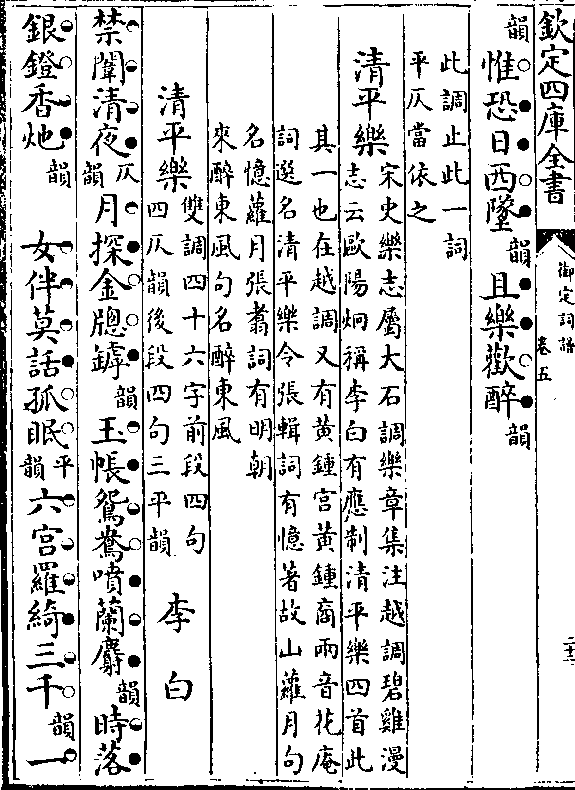 欽定四庫全書
御定詞譜
卷五
韻惟恐日西墜韻且樂歡醉韻
此調止此一詞
平仄當依之
清平樂
宋史樂志屬大石調樂章集注越調碧雞漫
志云歐陽炯稱李白有應制清平樂四首此
其一也在越調又有黄鍾宮黄鍾商兩音花庵
詞選名清平樂令張輯詞有憶著故山蘿月句
名憶蘿月張翥詞有明朝
來醉東風句名醉東風
清平樂
雙調四十六字前段四句
四仄韻後段四句三平韻
李白
禁闈清夜仄韻月探金牕罅韻玉帳鴛鴦噴蘭麝韻時落
銀鐙香灺韻女伴莫話孤眠平韻六宮羅綺三千韻一